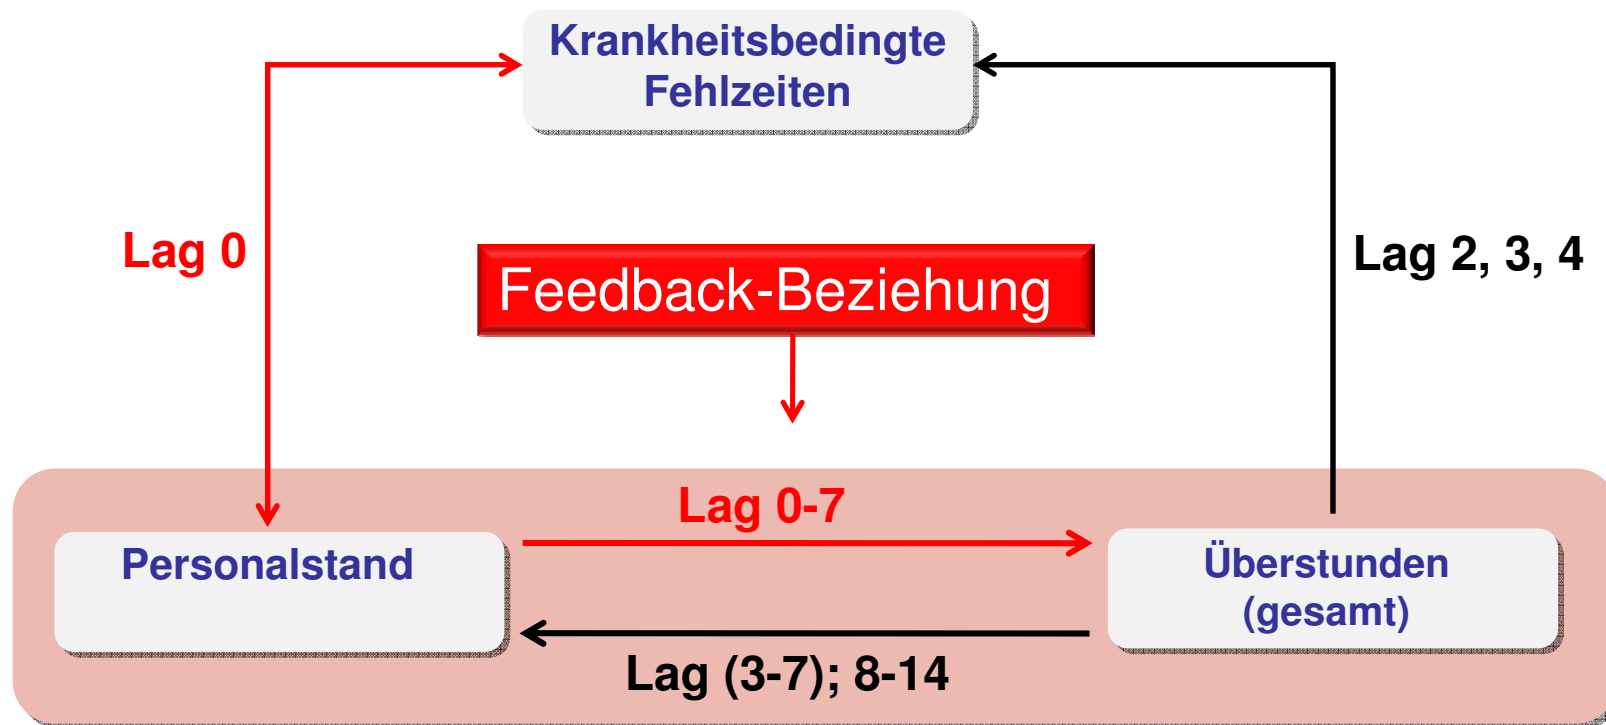 Krankheitsbedingte
Fehlzeiten
Lag 0
Lag 2, 3, 4
Feedback-Beziehung
Lag 0-7
Personalstand
Überstunden
(gesamt)
Lag (3-7); 8-14